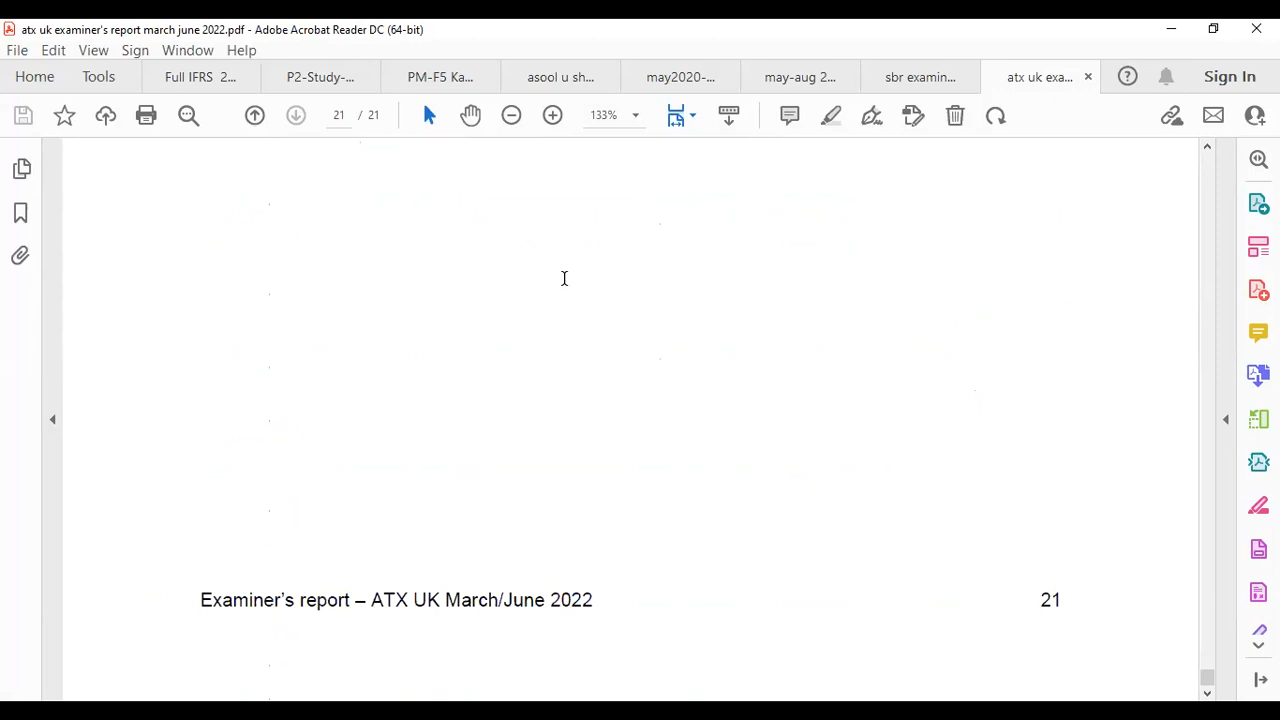 atx uk examiner's report march june 2022.pdf - Adobe Acrobat Reader DC (64-bit)
File Edit View Sign Window Help
Home Tools Full IFRS 2... P2-Study-... PM-F5 Ka... asool u sh... may2020-... may-aug 2... sbr examin... atx uk exa... Sign In
21 / 21 133%
Examiner's report – ATX UK March/June 2022 21